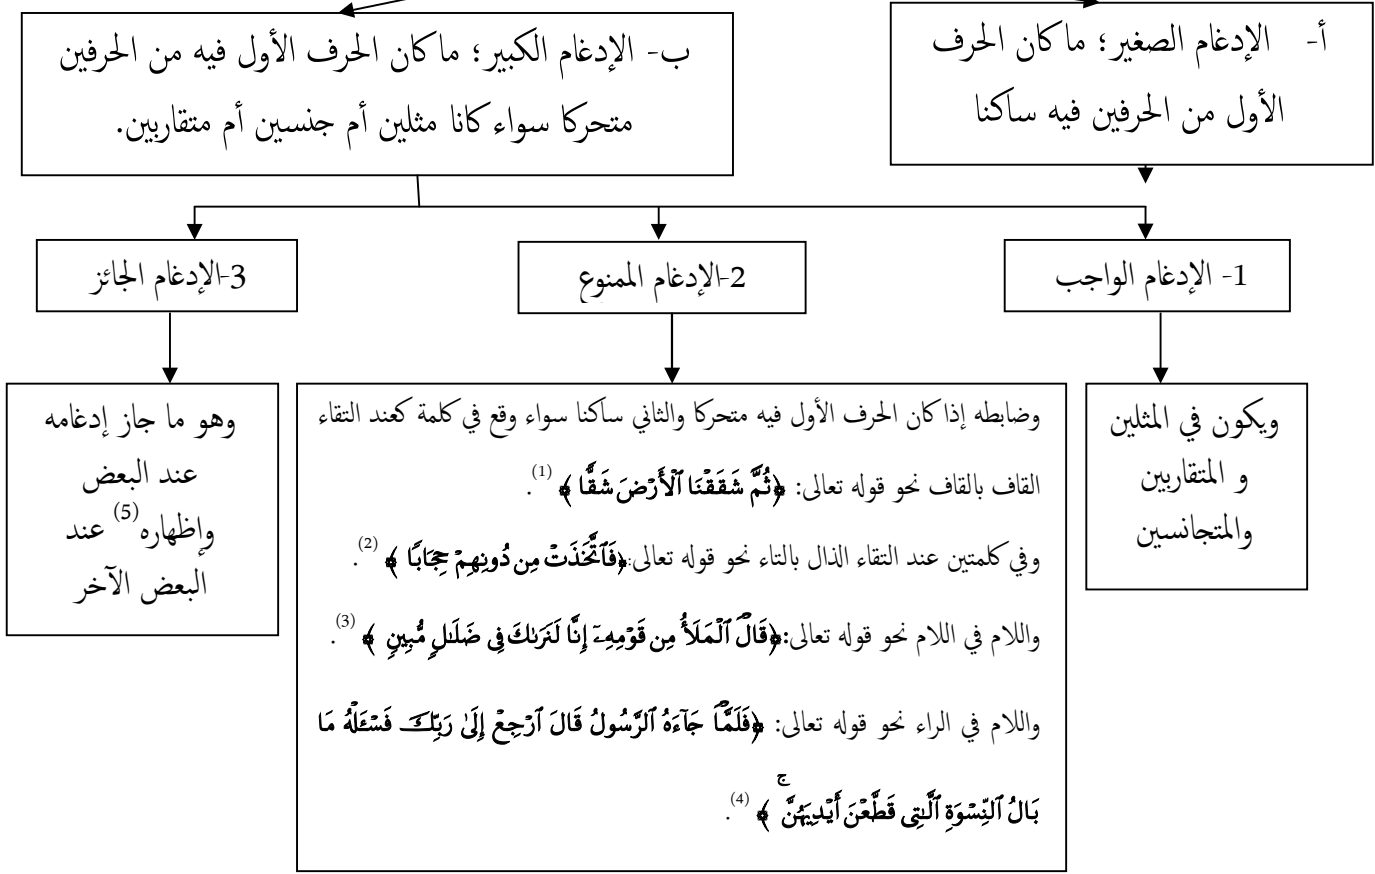 أ- الإدغام الصغير؛ ماكان الحرف
الأول من الحرفين فيه ساكنا
ب- الإدغام الكبير؛ ماكان الحرف الأول فيه من الحرفين
متحركا سواء كانا مثلين أم جنسين أم متقاربين.
1- الإدغام الواجب
2-الإدغام الممنوع
3-الإدغام الجائز
ويكون في المثلين
و المتقاربين
والمتجانسين
وضابطه إذا كان الحرف الأول فيه متحركا والثاني ساكنا سواء وقع في كلمة كعند التقاء
القاف بالقاف نحو قوله تعالى: ﴿ثُمَّ شَقَقۡنَا ٱلۡأَرۡضَ شَقّٗا ﴾ (1).
وفي كلمتين عند التقاء الذال بالتاء نحو قوله تعالى:﴿فَٱتَّخَذَتۡ مِن دُونِهِمۡ حِجَابٗا ﴾ (2).
واللام في اللام نحو قوله تعالى:﴿قَالَ ٱلۡمَلَأُ مِن قَوۡمِهِۦٓ إِنَّا لَنَرَىٰكَ فِي ضَلَٰلٖ مُّبِينٖ ﴾ (3).
واللام في الراء نحو قوله تعالى: ﴿فَلَمَّا جَآءَهُ ٱلرَّسُولُ قَالَ ٱرۡجِعۡ إِلَىٰ رَبِّكَ فَسۡـَٔلۡهُ مَا
بَالُ ٱلنِّسۡوَةِ ٱلَّٰتِي قَطَّعۡنَ أَيۡدِيَهُنَّۚ ﴾ (4).
وهو ما جاز إدغامه
عند البعض
وإظهاره(5) عند
البعض الآخر